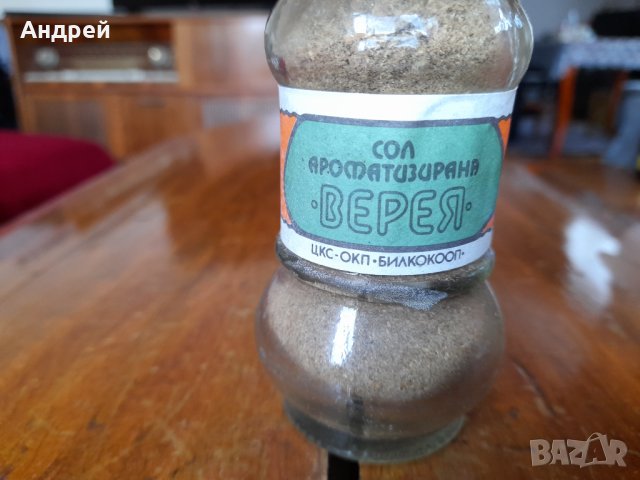 Андрей
СОЛ
АРОМАТИЗИРАНА
·ВЕРЕЯ·
ЦКС-ОКП·БИЛКОКООП·
BAZAR